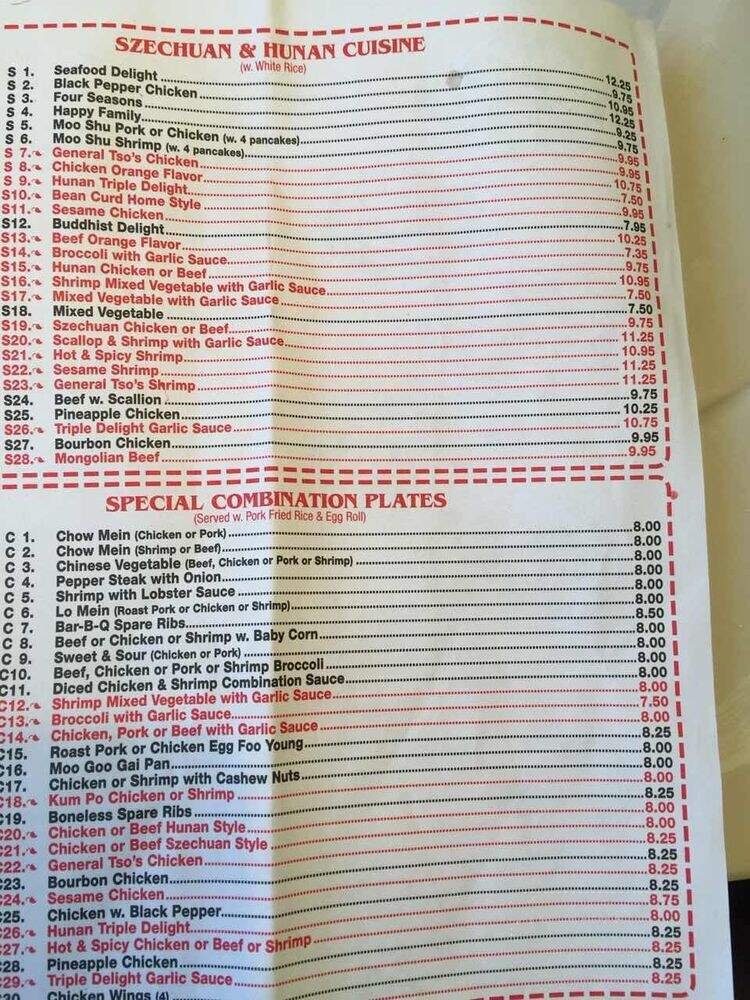 SZECHUAN & HUNAN CUISINE
(w. White Rice)
S 1. Seafood Delight 12.25
S 2. Black Pepper Chicken 9.75
S 3. Four Seasons 10.95
S 4. Happy Family 12.25
S 5. Moo Shu Pork or Chicken (w. 4 pancakes) 9.25
S 6. Moo Shu Shrimp (w. 4 pancakes) 9.75
S 7. General Tso's Chicken 9.95
S 8. Chicken Orange Flavor 9.95
S 9. Hunan Triple Delight 10.75
S10. Bean Curd Home Style 7.50
S11. Sesame Chicken 9.95
S12. Buddhist Delight 7.95
S13. Beef Orange Flavor 10.25
S14. Broccoli with Garlic Sauce 7.35
S15. Hunan Chicken or Beef 9.75
S16. Shrimp Mixed Vegetable with Garlic Sauce 10.95
S17. Mixed Vegetable with Garlic Sauce 7.50
S18. Mixed Vegetable 7.50
S19. Szechuan Chicken or Beef 9.75
S20. Scallop & Shrimp with Garlic Sauce 11.25
S21. Hot & Spicy Shrimp 10.95
S22. Sesame Shrimp 11.25
S23. General Tso's Shrimp 11.25
S24. Beef w. Scallion 9.75
S25. Pineapple Chicken 10.25
S26. Triple Delight Garlic Sauce 10.75
S27. Bourbon Chicken 9.95
S28. Mongolian Beef 9.95
SPECIAL COMBINATION PLATES
(Served w. Pork Fried Rice & Egg Roll)
C 1. Chow Mein (Chicken or Pork) 8.00
C 2. Chow Mein (Shrimp or Beef) 8.00
C 3. Chinese Vegetable (Beef, Chicken or Pork or Shrimp) 8.00
C 4. Pepper Steak with Onion 8.00
C 5. Shrimp with Lobster Sauce 8.00
C 6. Lo Mein (Roast Pork or Chicken or Shrimp) 8.00
C 7. Bar-B-Q Spare Ribs 8.50
C 8. Beef or Chicken or Shrimp w. Baby Corn 8.00
C 9. Sweet & Sour (Chicken or Pork) 8.00
C10. Beef, Chicken or Pork or Shrimp Broccoli 8.00
C11. Diced Chicken & Shrimp Combination Sauce 8.00
C12. Shrimp Mixed Vegetable with Garlic Sauce 8.00
C13. Broccoli with Garlic Sauce 7.50
C14. Chicken, Pork or Beef with Garlic Sauce 8.00
C15. Roast Pork or Chicken Egg Foo Young 8.25
C16. Moo Goo Gai Pan 8.00
C17. Chicken or Shrimp with Cashew Nuts 8.00
C18. Kum Po Chicken or Shrimp 8.00
C19. Boneless Spare Ribs 8.25
C20. Chicken or Beef Hunan Style 8.00
C21. Chicken or Beef Szechuan Style 8.00
C22. General Tso's Chicken 8.25
C23. Bourbon Chicken 8.25
C24. Sesame Chicken 8.25
C25. Chicken w. Black Pepper 8.25
C26. Hunan Triple Delight 8.75
C27. Hot & Spicy Chicken or Beef or Shrimp 8.00
C28. Pineapple Chicken 8.25
C29. Triple Delight Garlic Sauce 8.25
Chicken Wings (4)